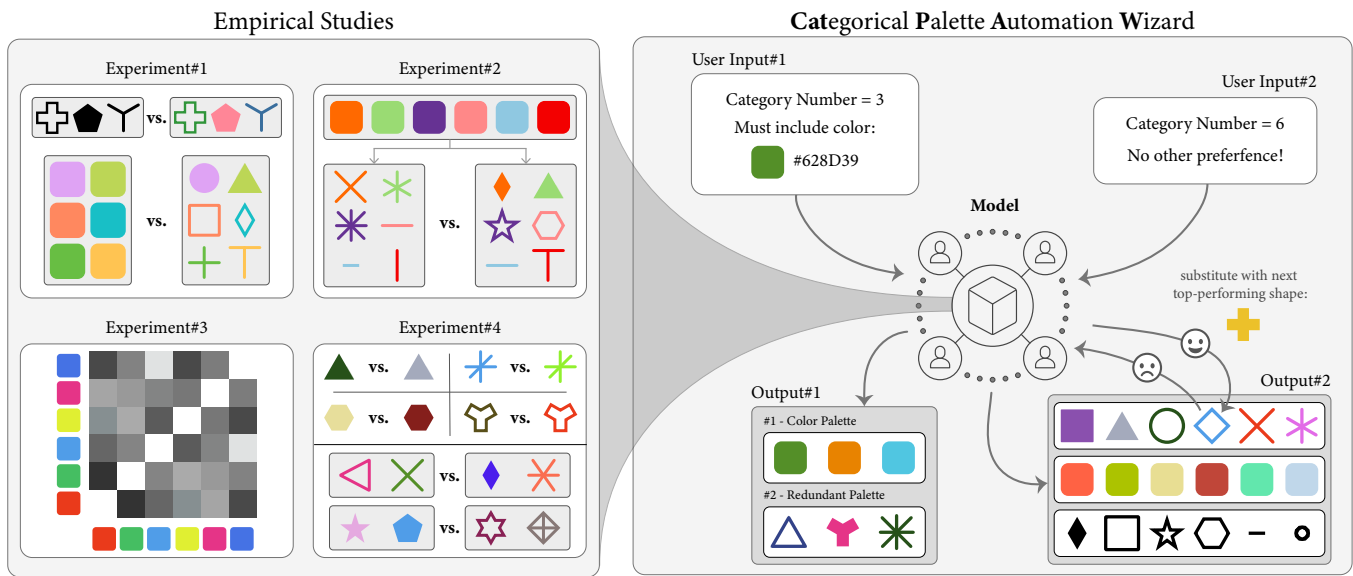 Empirical Studies
Experiment#1
vs.
vs.
Experiment#2
vs.
Experiment#3
Experiment#4
vs.
vs.
vs.
vs.
vs.
vs.
Categorical Palette Automation Wizard
User Input#1
Category Number = 3
Must include color:
#628D39
User Input#2
Category Number = 6
No other preferfence!
Model
substitute with next
top-performing shape:
Output#1
#1 - Color Palette
#2 - Redundant Palette
Output#2